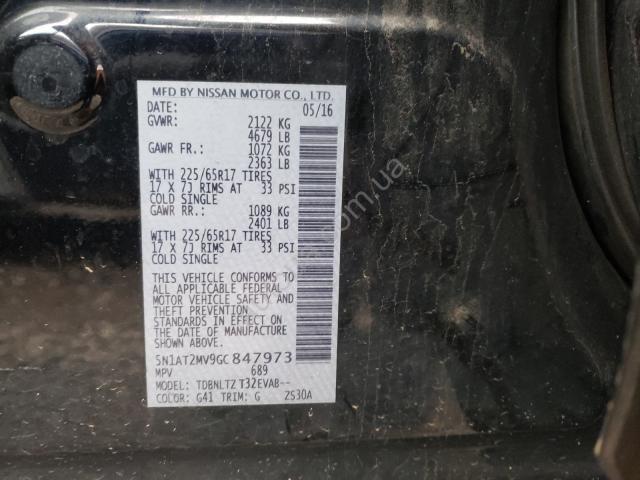 MFD BY NISSAN MOTOR CO., LTD.
DATE: 05/16
GVWR: 2122 KG
4679 LB
GAWR FR.: 1072 KG
2363 LB
WITH 225/65R17 TIRES
17 X 7J RIMS AT 33 PSI
COLD SINGLE
GAWR RR.: 1089 KG
2401 LB
WITH 225/65R17 TIRES
17 X 7J RIMS AT 33 PSI
COLD SINGLE
THIS VEHICLE CONFORMS TO
ALL APPLICABLE FEDERAL
MOTOR VEHICLE SAFETY AND
THEFT PREVENTION
STANDARDS IN EFFECT ON
THE DATE OF MANUFACTURE
SHOWN ABOVE.
5N1AT2MV9GC847973
MPV 689
MODEL: TDBNLTZ T32EVAB--
COLOR: G41 TRIM: G ZS30A